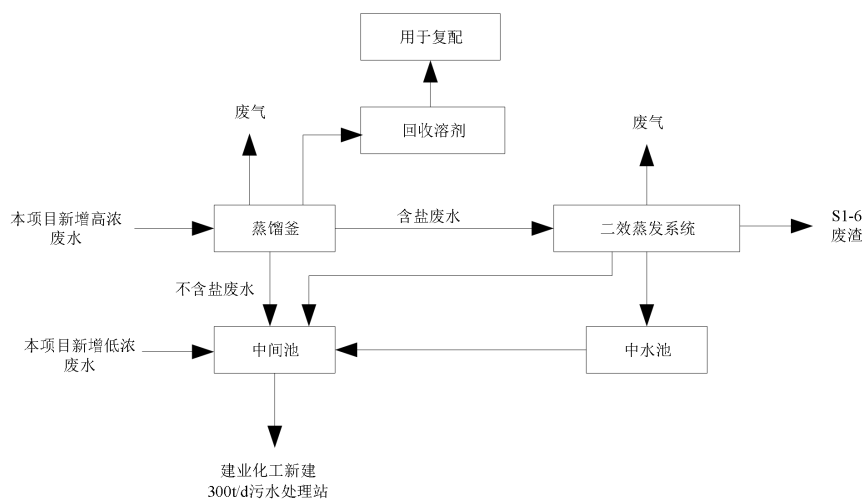 用于复配
废气
回收溶剂
废气
本项目新增高浓
废水
蒸馏釜
含盐废水
二效蒸发系统
S1-6
废渣
不含盐废水
本项目新增低浓
废水
中间池
中水池
建业化工新建
300t/d污水处理站